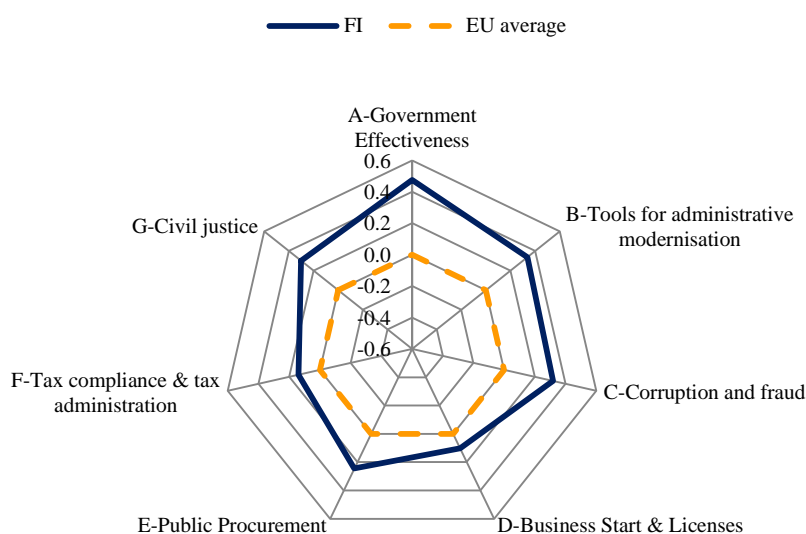 FI
EU average
A-Government
Effectiveness
0.6
0.4
0.2
0.0
-0.2
-0.4
-0.6
B-Tools for administrative
modernisation
G-Civil justice
F-Tax compliance & tax
administration
C-Corruption and fraud
E-Public Procurement
D-Business Start & Licenses